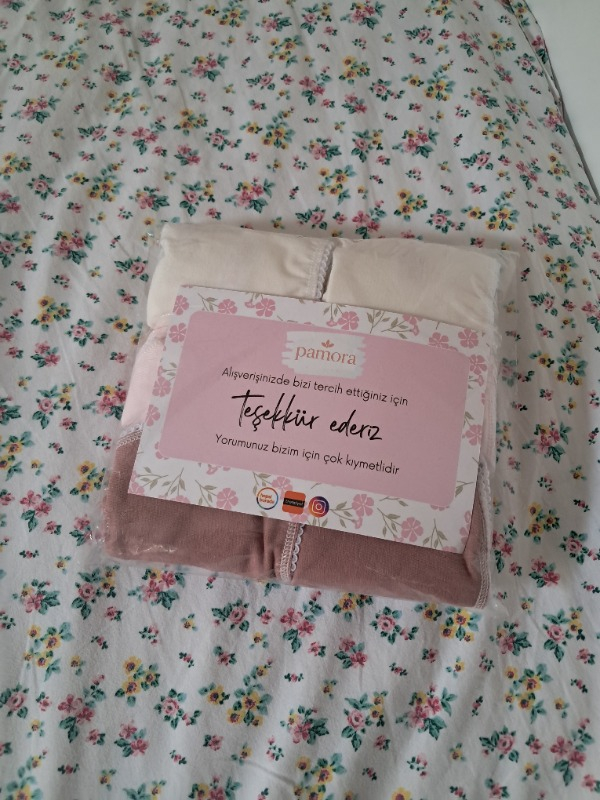 pamora
Alışverişinizde bizi tercih ettiğiniz için
Teşekkür ederiz
Yorumunuz bizim için çok kıymetlidir